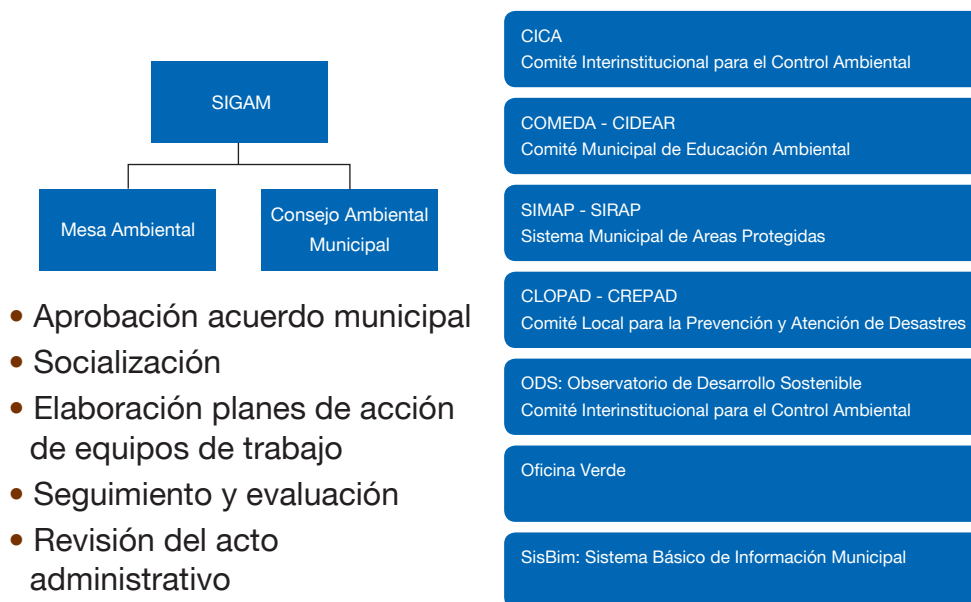 SIGAM
Mesa Ambiental
Consejo Ambiental
Municipal
• Aprobación acuerdo municipal
• Socialización
• Elaboración planes de acción
de equipos de trabajo
• Seguimiento y evaluación
• Revisión del acto
administrativo
CICA
Comité Interinstitucional para el Control Ambiental
COMEDA - CIDEAR
Comité Municipal de Educación Ambiental
SIMAP - SIRAP
Sistema Municipal de Areas Protegidas
CLOPAD - CREPAD
Comité Local para la Prevención y Atención de Desastres
ODS: Observatorio de Desarrollo Sostenible
Comité Interinstitucional para el Control Ambiental
Oficina Verde
SisBim: Sistema Básico de Información Municipal